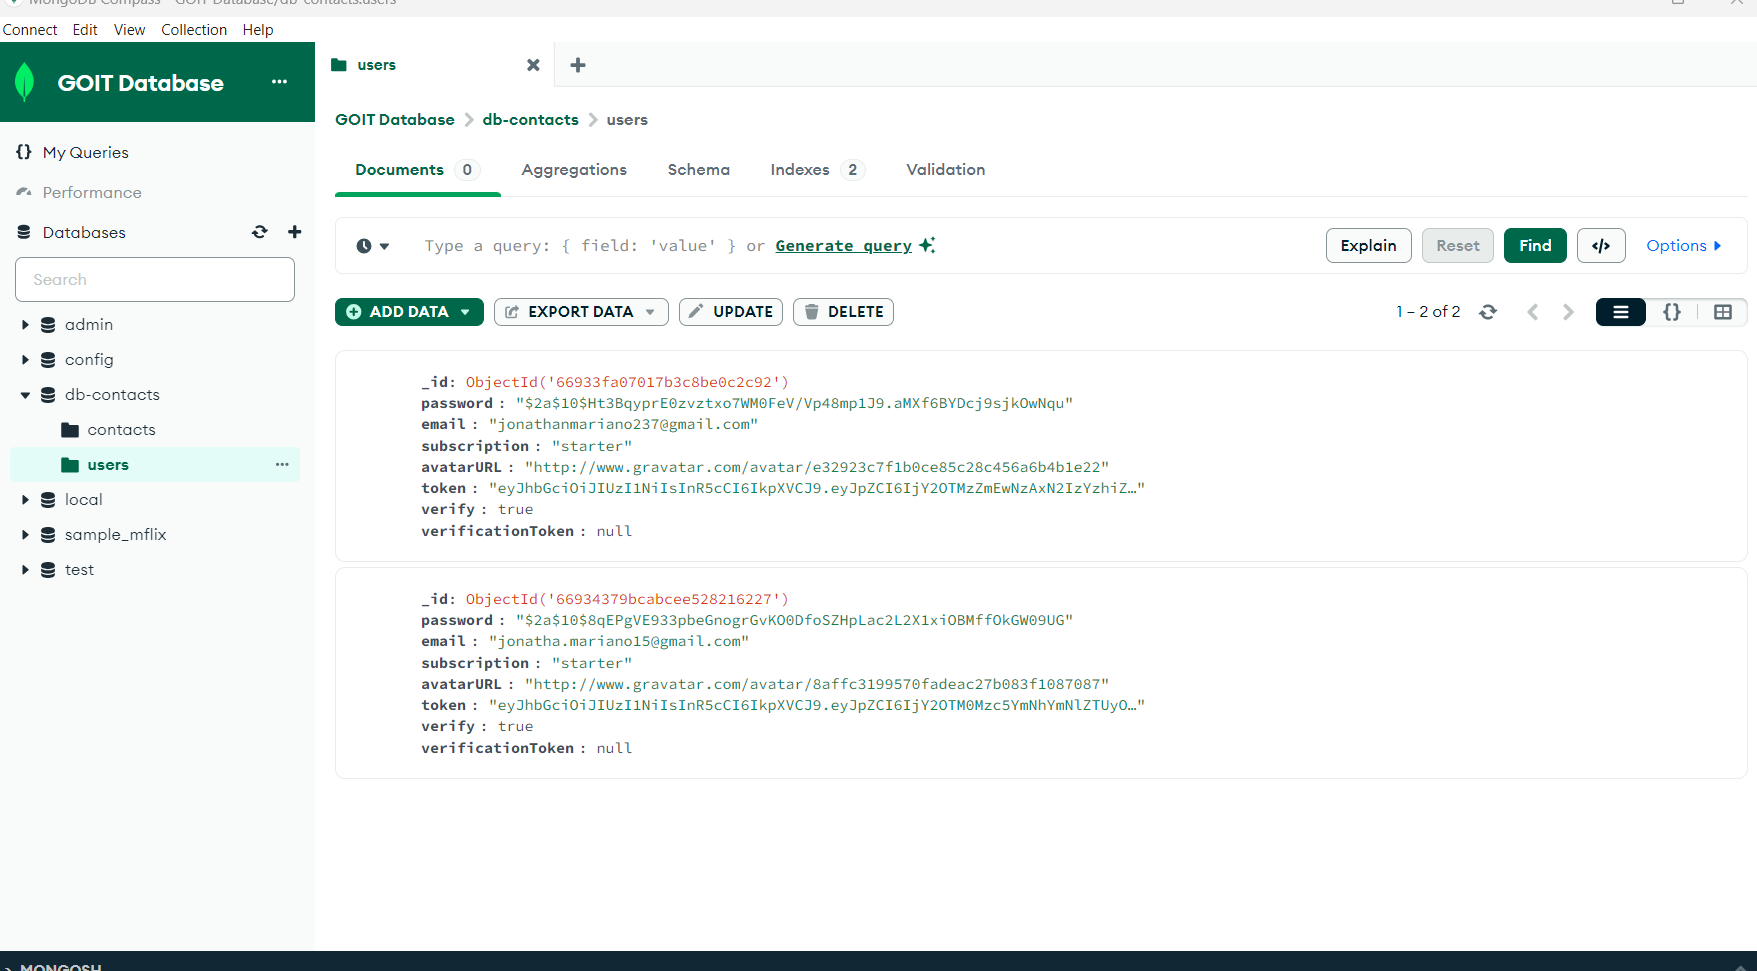 MongoDB Compass - GOIT Database/db-contacts.users
Connect Edit View Collection Help
GOIT Database ···
users
GOIT Database > db-contacts > users
My Queries
Performance
Databases
Search
admin
config
db-contacts
contacts
users ···
local
sample_mflix
test
Documents 0 Aggregations Schema Indexes 2 Validation
Type a query: { field: 'value' } or Generate query
Explain Reset Find </> Options
ADD DATA EXPORT DATA UPDATE DELETE
1 – 2 of 2 {}
_id: ObjectId('66933fa07017b3c8be0c2c92')
password : "$2a$10$Ht3BqyprE0zvztxo7WM0FeV/Vp48mp1J9.aMXf6BYDcj9sjkOwNqu"
email : "jonathanmariano237@gmail.com"
subscription : "starter"
avatarURL : "http://www.gravatar.com/avatar/e32923c7f1b0ce85c28c456a6b4b1e22"
token : "eyJhbGciOiJIUzI1NiIsInR5cCI6IkpXVCJ9.eyJpZCI6IjY2OTMzZmEwNzAxN2IzYzhiZ…"
verify : true
verificationToken : null
_id: ObjectId('66934379bcabcee528216227')
password : "$2a$10$8qEPgVE933pbeGnogrGvKO0DfoSZHpLac2L2X1xiOBMffOkGW09UG"
email : "jonatha.mariano15@gmail.com"
subscription : "starter"
avatarURL : "http://www.gravatar.com/avatar/8affc3199570fadeac27b083f1087087"
token : "eyJhbGciOiJIUzI1NiIsInR5cCI6IkpXVCJ9.eyJpZCI6IjY2OTM0Mzc5YmNhYmNlZTUyO…"
verify : true
verificationToken : null
>_MONGOSH